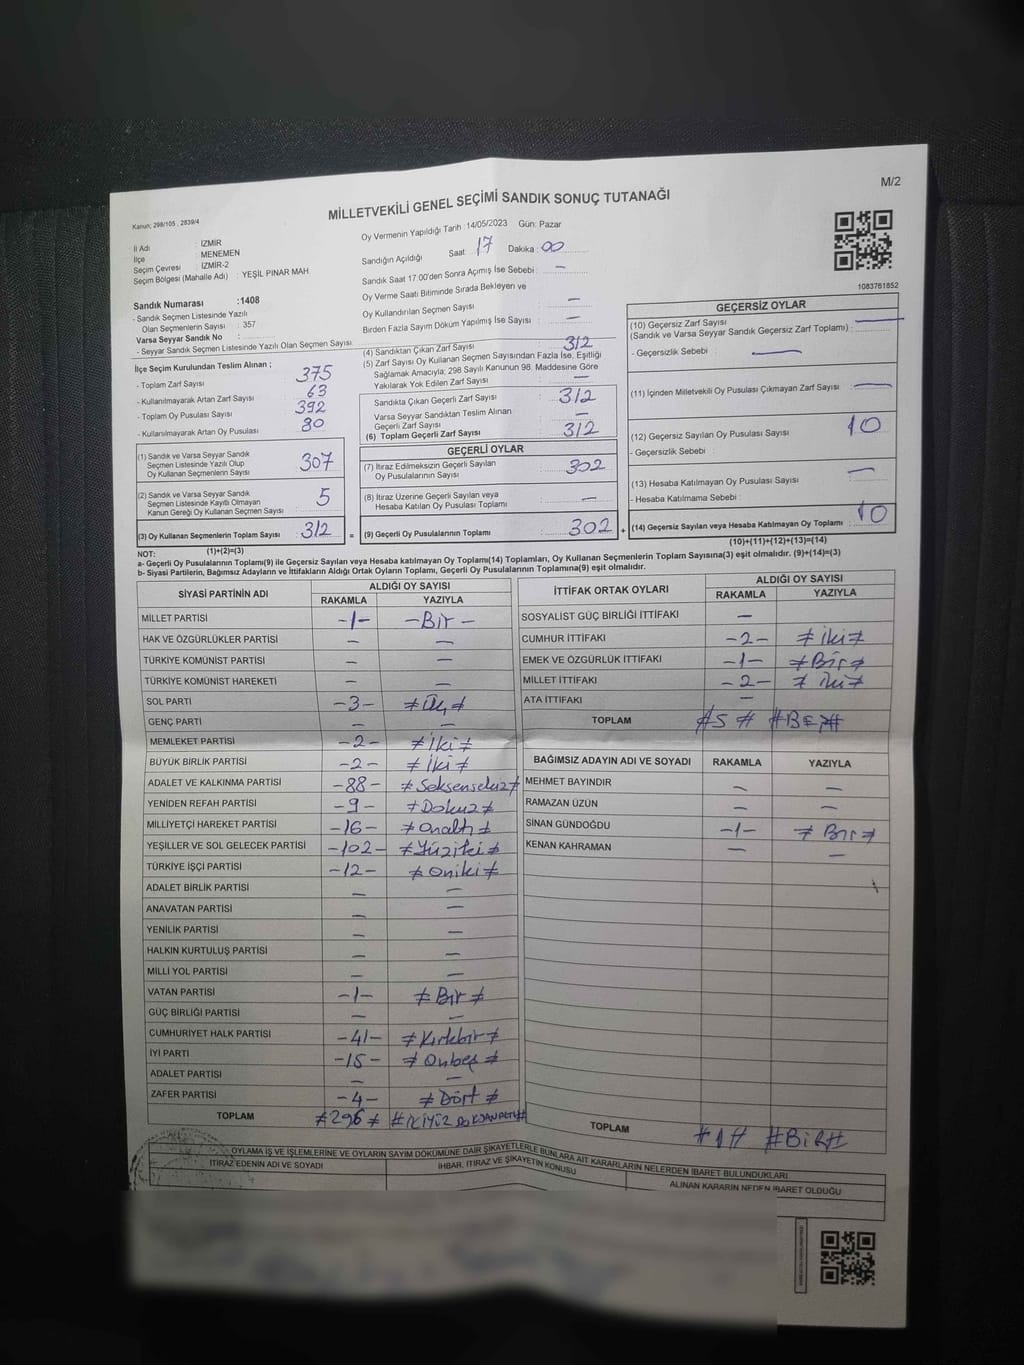 M/2
Kanun; 298/105 , 2839/4
MİLLETVEKİLİ GENEL SEÇİMİ SANDIK SONUÇ TUTANAĞI
İl Adı : İZMİR
İlçe : MENEMEN
Seçim Çevresi : İZMİR-2
Seçim Bölgesi (Mahalle Adı) : YEŞİL PINAR MAH
Sandık Numarası :1408
- Sandık Seçmen Listesinde Yazılı
Olan Seçmenlerin Sayısı : 357
Varsa Seyyar Sandık No :
- Seyyar Sandık Seçmen Listesinde Yazılı Olan Seçmen Sayısı
Oy Vermenin Yapıldığı Tarih :14/05/2023 Gün: Pazar
Sandığın Açıldığı Saat: 17 Dakika: 00
Sandık Saat 17:00'den Sonra Açmış İse Sebebi : —
Oy Verme Saati Bitiminde Sırada Bekleyen ve
Oy Kullandırılan Seçmen Sayısı : —
Birden Fazla Sayım Döküm Yapılmış İse Sayısı : —
1083761852
İlçe Seçim Kurulundan Teslim Alınan ;
- Toplam Zarf Sayısı : 375
- Kullanılmayarak Artan Zarf Sayısı : 63
- Toplam Oy Pusulası Sayısı : 392
- Kullanılmayarak Artan Oy Pusulası : 80
(1) Sandık ve Varsa Seyyar Sandık
Seçmen Listesinde Yazılı Olup
Oy Kullanan Seçmenlerin Sayısı : 307
(2) Sandık ve Varsa Seyyar Sandık
Seçmen Listesinde Kayıtlı Olmayan
Kanun Gereği Oy Kullanan Seçmen Sayısı : 5
(3) Oy Kullanan Seçmenlerin Toplam Sayısı : 312
(1)+(2)=(3)
(4) Sandıktan Çıkan Zarf Sayısı : 312
(5) Zarf Sayısı Oy Kullanan Seçmen Sayısından Fazla İse, Eşitliği
Sağlamak Amacıyla; 298 Sayılı Kanunun 98. Maddesine Göre
Yakılarak Yok Edilen Zarf Sayısı : —
Sandıkta Çıkan Geçerli Zarf Sayısı : 312
Varsa Seyyar Sandıktan Teslim Alınan
Geçerli Zarf Sayısı : —
(6) Toplam Geçerli Zarf Sayısı : 312
GEÇERLİ OYLAR
(7) İtiraz Edilmeksizin Geçerli Sayılan
Oy Pusulasının Sayısı : 302
(8) İtiraz Üzerine Geçerli Sayılan veya
Hesaba Katılan Oy Pusulası Toplamı : —
= (9) Geçerli Oy Pusulalarının Toplamı : 302 +
GEÇERSİZ OYLAR
(10) Geçersiz Zarf Sayısı
(Sandık ve Varsa Seyyar Sandık Geçersiz Zarf Toplamı) : —
- Geçersizlik Sebebi : —
(11) İçinden Milletvekili Oy Pusulası Çıkmayan Zarf Sayısı : —
(12) Geçersiz Sayılan Oy Pusulası Sayısı : 10
- Geçersizlik Sebebi :
(13) Hesaba Katılmayan Oy Pusulası Sayısı : —
- Hesaba Katılmama Sebebi :
(14) Geçersiz Sayılan veya Hesaba Katılmayan Oy Toplamı : 10
(10)+(11)+(12)+(13)=(14)
NOT:
a- Geçerli Oy Pusulalarının Toplamı(9) ile Geçersiz Sayılan veya Hesaba katılmayan Oy Toplamı(14) Toplamları, Oy Kullanan Seçmenlerin Toplam Sayısına(3) eşit olmalıdır. (9)+(14)=(3)
b- Siyasi Partilerin, Bağımsız Adayların ve İttifakların Aldığı Ortak Oyların Toplamı, Geçerli Oy Pusulalarının Toplamına(9) eşit olmalıdır.
SİYASİ PARTİNİN ADI ALDIĞI OY SAYISI
RAKAMLA YAZIYLA
MİLLET PARTİSİ -1- -Bir-
HAK VE ÖZGÜRLÜKLER PARTİSİ — —
TÜRKİYE KOMÜNİST PARTİSİ — —
TÜRKİYE KOMÜNİST HAREKETİ — —
SOL PARTİ -3- ≠ Üç ≠
GENÇ PARTİ — —
MEMLEKET PARTİSİ -2- ≠ İki ≠
BÜYÜK BİRLİK PARTİSİ -2- ≠ İki ≠
ADALET VE KALKINMA PARTİSİ -88- ≠ Seksensekiz ≠
YENİDEN REFAH PARTİSİ -9- ≠ Dokuz ≠
MİLLİYETÇİ HAREKET PARTİSİ -16- ≠ Onaltı ≠
YEŞİLLER VE SOL GELECEK PARTİSİ -102- ≠ Yüziki ≠
TÜRKİYE İŞÇİ PARTİSİ -12- ≠ Oniki ≠
ADALET BİRLİK PARTİSİ — —
ANAVATAN PARTİSİ — —
YENİLİK PARTİSİ — —
HALKIN KURTULUŞ PARTİSİ — —
MİLLİ YOL PARTİSİ — —
VATAN PARTİSİ -1- ≠ Bir ≠
GÜÇ BİRLİĞİ PARTİSİ — —
CUMHURİYET HALK PARTİSİ -41- ≠ Kırkbir ≠
İYİ PARTİ -15- ≠ Onbeş ≠
ADALET PARTİSİ — —
ZAFER PARTİSİ -4- ≠ Dört ≠
TOPLAM ≠296≠ #İKİYÜZ DOKSANALTI#
İTTİFAK ORTAK OYLARI ALDIĞI OY SAYISI
RAKAMLA YAZIYLA
SOSYALİST GÜÇ BİRLİĞİ İTTİFAKI —
CUMHUR İTTİFAKI -2- ≠ İki ≠
EMEK VE ÖZGÜRLÜK İTTİFAKI -1- ≠ Bir ≠
MİLLET İTTİFAKI -2- ≠ İki ≠
ATA İTTİFAKI —
TOPLAM #5# #BEŞ#
BAĞIMSIZ ADAYIN ADI VE SOYADI RAKAMLA YAZIYLA
MEHMET BAYINDIR — —
RAMAZAN ÜZÜN — —
SİNAN GÜNDOĞDU -1- ≠ Bir ≠
KENAN KAHRAMAN — —
TOPLAM #1# #BİR#
OYLAMA İŞ VE İŞLEMLERİNE VE OYLARIN SAYIM DÖKÜMÜNE DAİR ŞİKAYETLERLE BUNLARA AİT KARARLARIN NELERDEN İBARET BULUNDUKLARI
İTİRAZ EDENİN ADI VE SOYADI İHBAR, İTİRAZ VE ŞİKAYETİN KONUSU ALINAN KARARIN NEDEN İBARET OLDUĞU